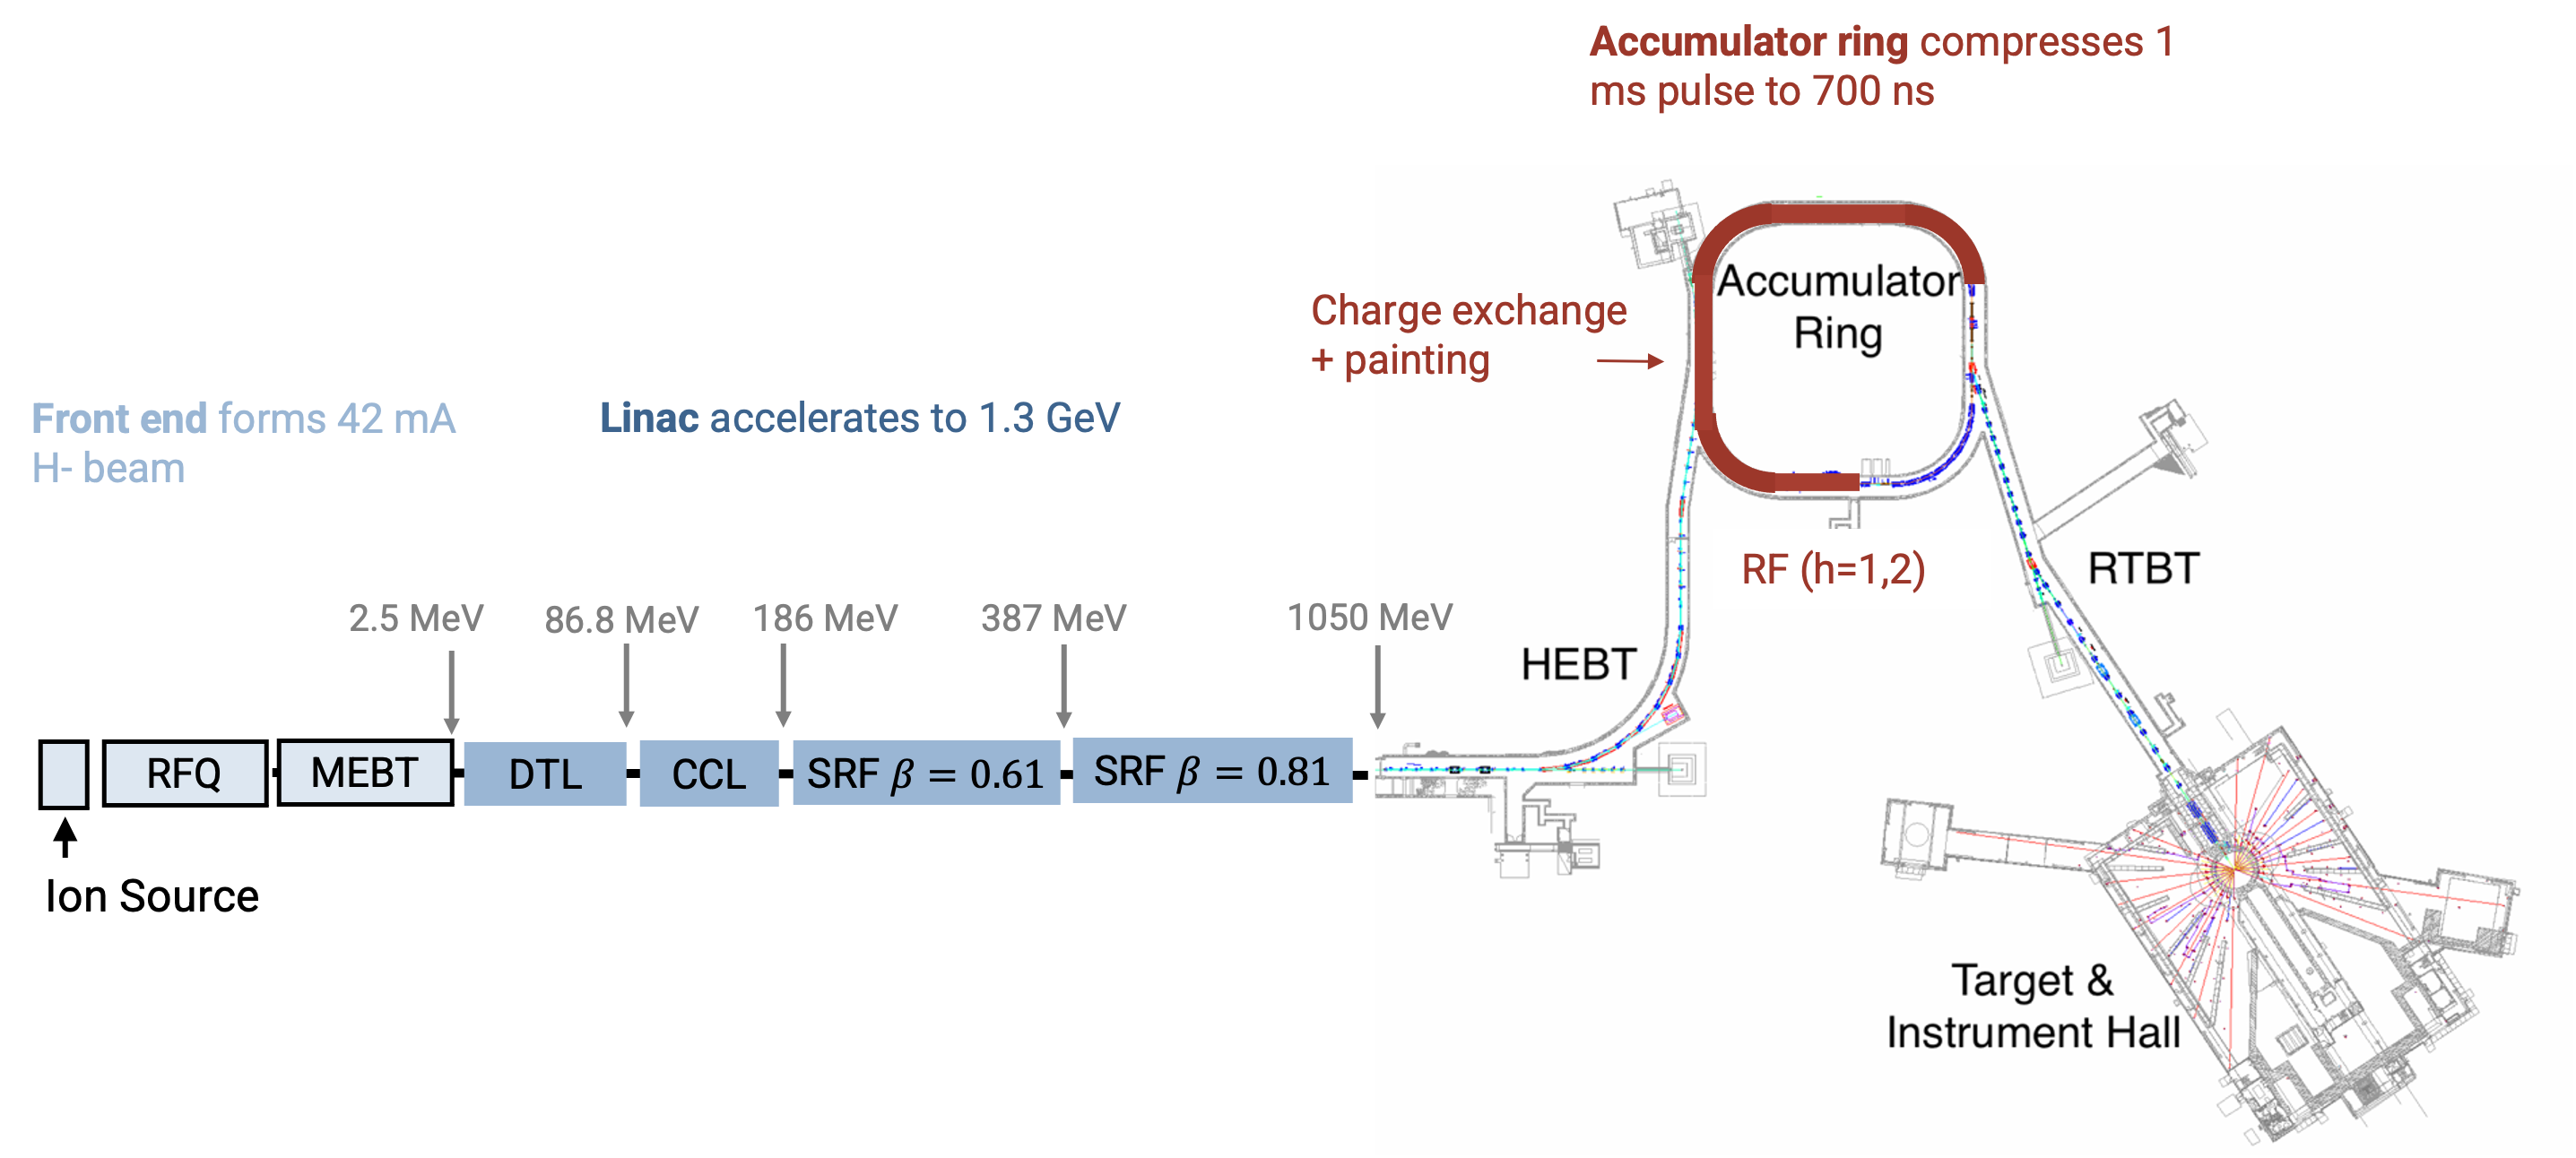 Accumulator ring compresses 1
ms pulse to 700 ns
Accumulator
Ring
Charge exchange
+ painting
Front end forms 42 mA
H- beam
Linac accelerates to 1.3 GeV
RF (h=1,2)
RTBT
HEBT
2.5 MeV
86.8 MeV
186 MeV
387 MeV
1050 MeV
RFQ
MEBT
DTL
CCL
SRF β = 0.61
SRF β = 0.81
Ion Source
Target &
Instrument Hall